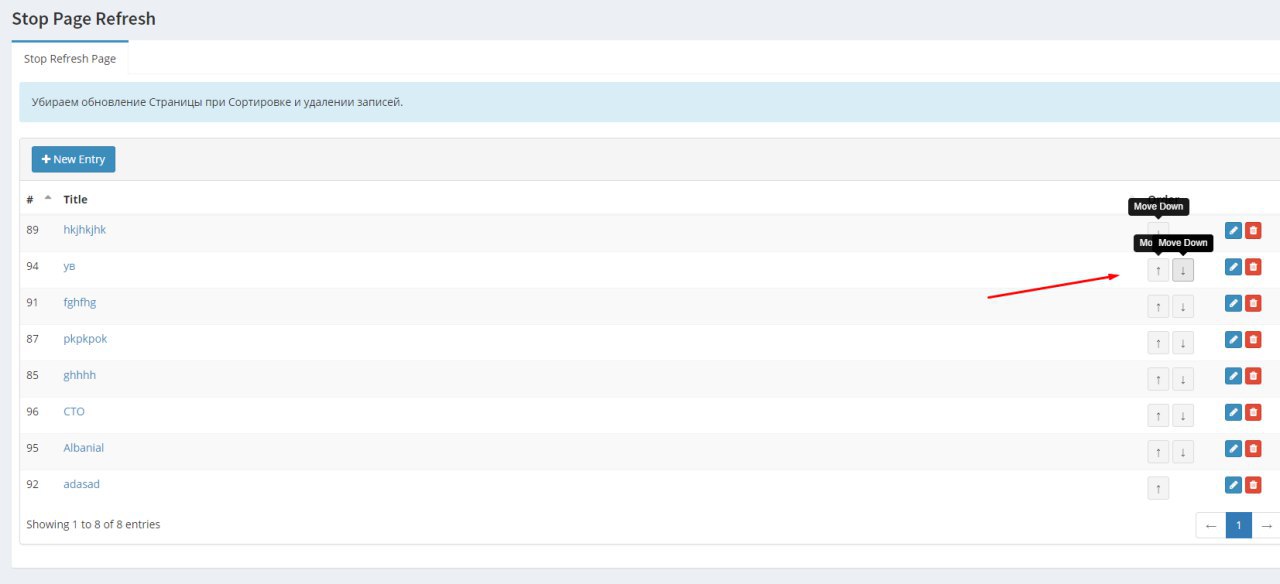 Stop Page Refresh
Stop Refresh Page
Убираем обновление Страницы при Сортировке и удалении записей.
+ New Entry
# Title
Move Down
89 hkjhkjhk
Move Down
94 ув
91 fghfhg
87 pkpkpok
85 ghhhh
96 СТО
95 Albanial
92 adasad
Showing 1 to 8 of 8 entries
← 1 →